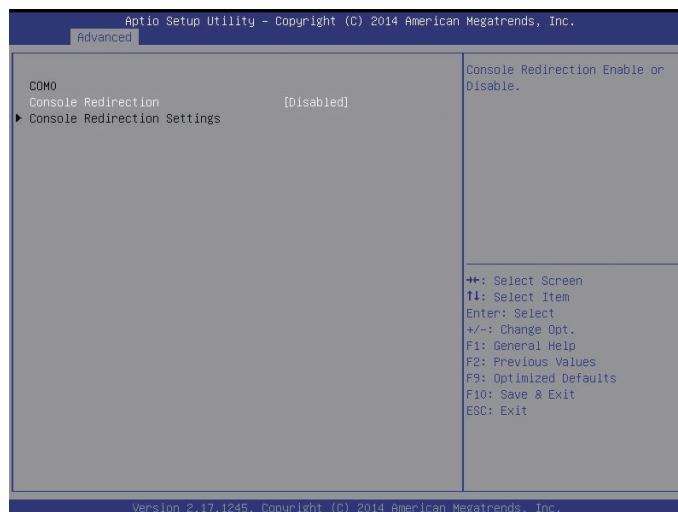 Aptio Setup Utility – Copyright (C) 2014 American Megatrends, Inc.
Advanced
COM0
Console Redirection [Disabled]
► Console Redirection Settings
Console Redirection Enable or
Disable.
→←: Select Screen
↑↓: Select Item
Enter: Select
+/-: Change Opt.
F1: General Help
F2: Previous Values
F9: Optimized Defaults
F10: Save & Exit
ESC: Exit
Version 2.17.1245. Copyright (C) 2014 American Megatrends, Inc.